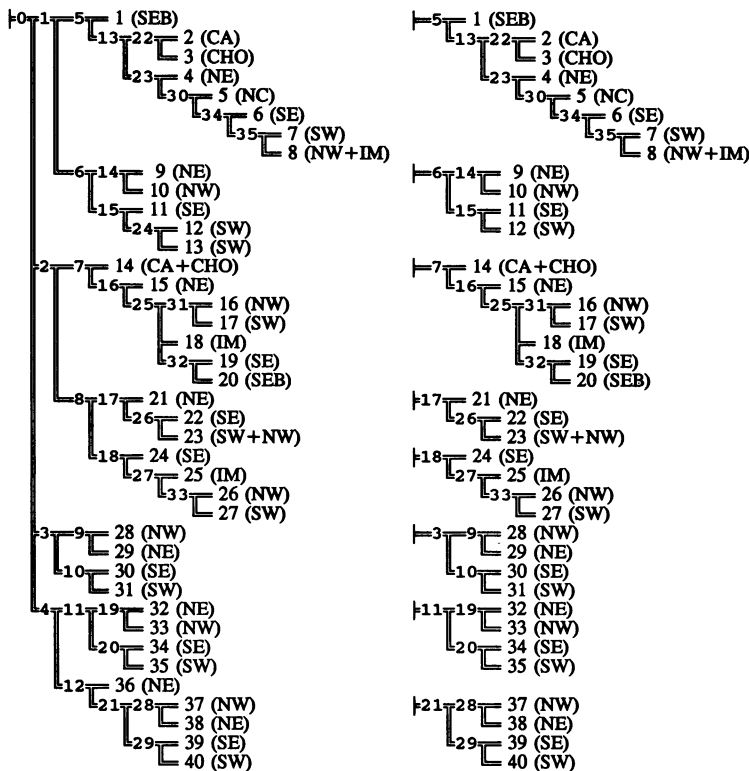 0 1 5 1 (SEB) 5 1 (SEB)
13 22 2 (CA) 13 22 2 (CA)
3 (CHO) 3 (CHO)
23 4 (NE) 23 4 (NE)
30 5 (NC) 30 5 (NC)
34 6 (SE) 34 6 (SE)
35 7 (SW) 35 7 (SW)
8 (NW+IM) 8 (NW+IM)
6 14 9 (NE) 6 14 9 (NE)
10 (NW) 10 (NW)
15 11 (SE) 15 11 (SE)
24 12 (SW) 12 (SW)
13 (SW)
2 7 14 (CA+CHO) 7 14 (CA+CHO)
16 15 (NE) 16 15 (NE)
25 31 16 (NW) 25 31 16 (NW)
17 (SW) 17 (SW)
18 (IM) 18 (IM)
32 19 (SE) 32 19 (SE)
20 (SEB) 20 (SEB)
8 17 21 (NE) 17 21 (NE)
26 22 (SE) 26 22 (SE)
23 (SW+NW) 23 (SW+NW)
18 24 (SE) 18 24 (SE)
27 25 (IM) 27 25 (IM)
33 26 (NW) 33 26 (NW)
27 (SW) 27 (SW)
3 9 28 (NW) 3 9 28 (NW)
29 (NE) 29 (NE)
10 30 (SE) 10 30 (SE)
31 (SW) 31 (SW)
4 11 19 32 (NE) 11 19 32 (NE)
33 (NW) 33 (NW)
20 34 (SE) 20 34 (SE)
35 (SW) 35 (SW)
12 36 (NE)
21 28 37 (NW) 21 28 37 (NW)
38 (NE) 38 (NE)
29 39 (SE) 29 39 (SE)
40 (SW) 40 (SW)